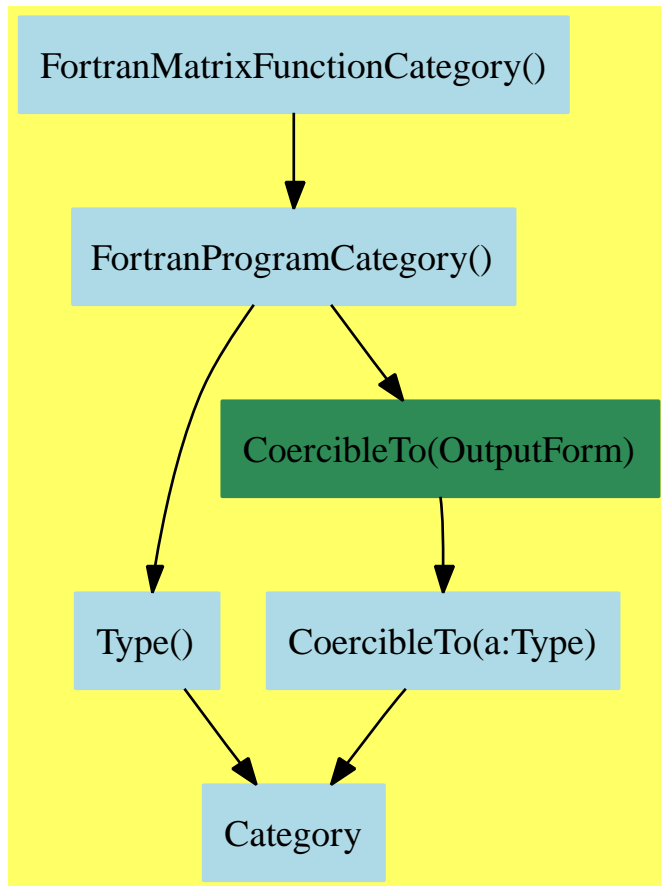 FortranMatrixFunctionCategory()
FortranProgramCategory()
CoercibleTo(OutputForm)
Type()
CoercibleTo(a:Type)
Category